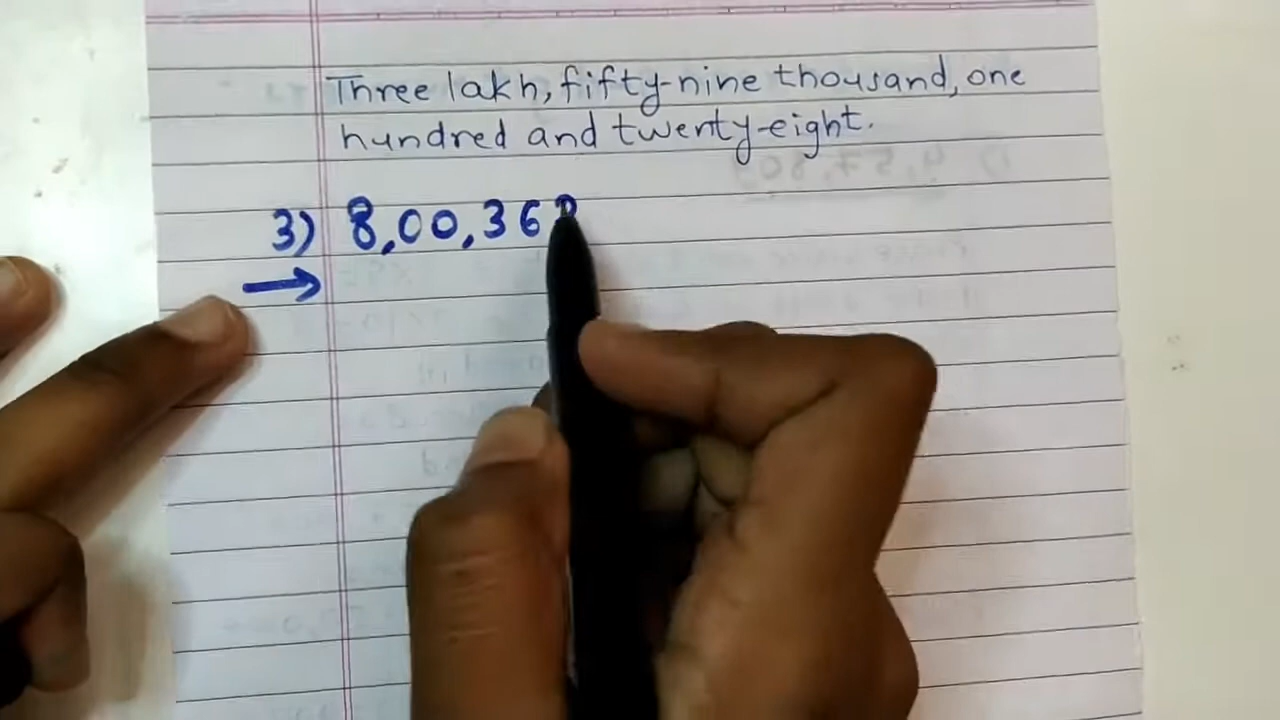 Three lakh, fifty-nine thousand, one
hundred and twenty-eight.
3) 8,00,36
→